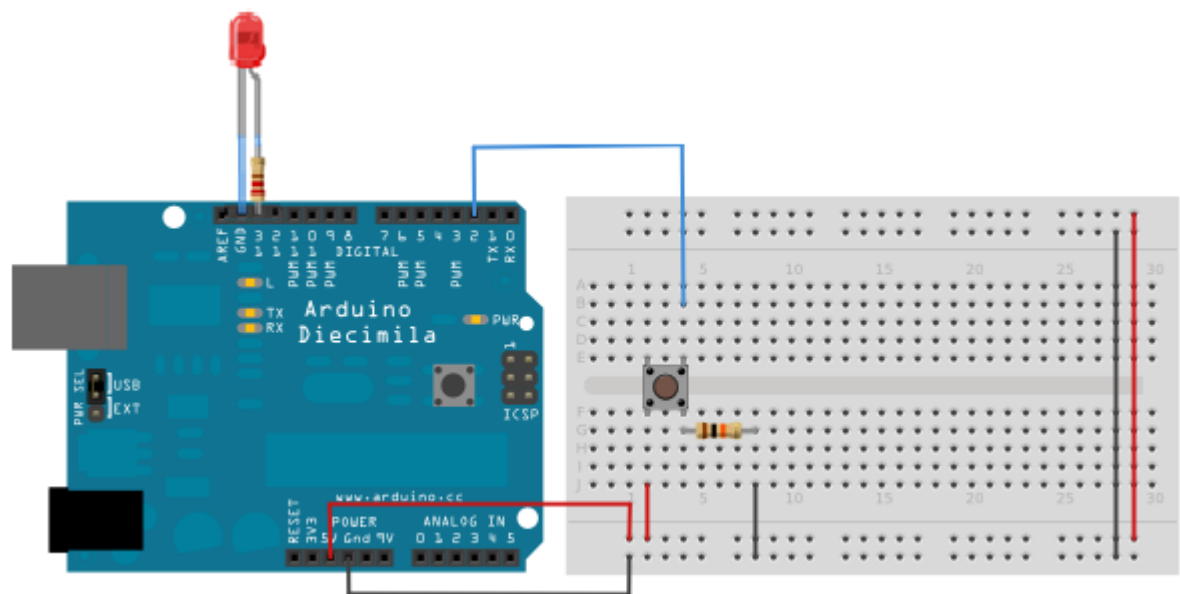 AREF
GND
13
12
11
10
9
8
7
6
5
4
3
2
TX 1
RX 0
DIGITAL
PWM
PWM
PWM
PWM
PWM
PWM
L
TX
RX
Arduino
Diecimila
PWR
1
ICSP
PWR SEL
USB
EXT
www.arduino.cc
POWER
ANALOG IN
RESET
3V3
5V Gnd 9V
0 1 2 3 4 5
1 5 10 15 20 25 30
A
B
C
D
E
F
G
H
I
J
1 5 10 15 20 25 30